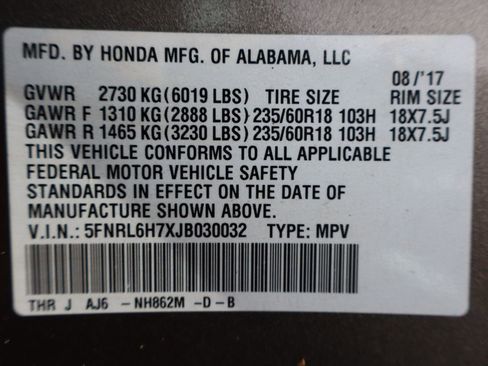 MFD. BY HONDA MFG. OF ALABAMA, LLC
08/'17
GVWR 2730 KG (6019 LBS) TIRE SIZE RIM SIZE
GAWR F 1310 KG (2888 LBS) 235/60R18 103H 18X7.5J
GAWR R 1465 KG (3230 LBS) 235/60R18 103H 18X7.5J
THIS VEHICLE CONFORMS TO ALL APPLICABLE
FEDERAL MOTOR VEHICLE SAFETY
STANDARDS IN EFFECT ON THE DATE OF
MANUFACTURE SHOWN ABOVE.
V.I.N.: 5FNRL6H7XJB030032 TYPE: MPV
THR J AJ6 -NH862M -D-B